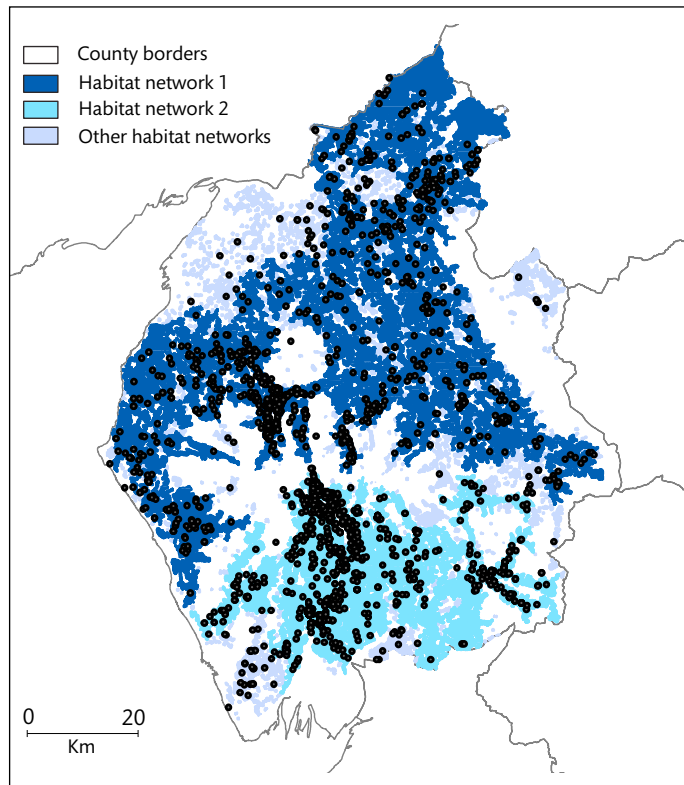 County borders
Habitat network 1
Habitat network 2
Other habitat networks
0 20
Km